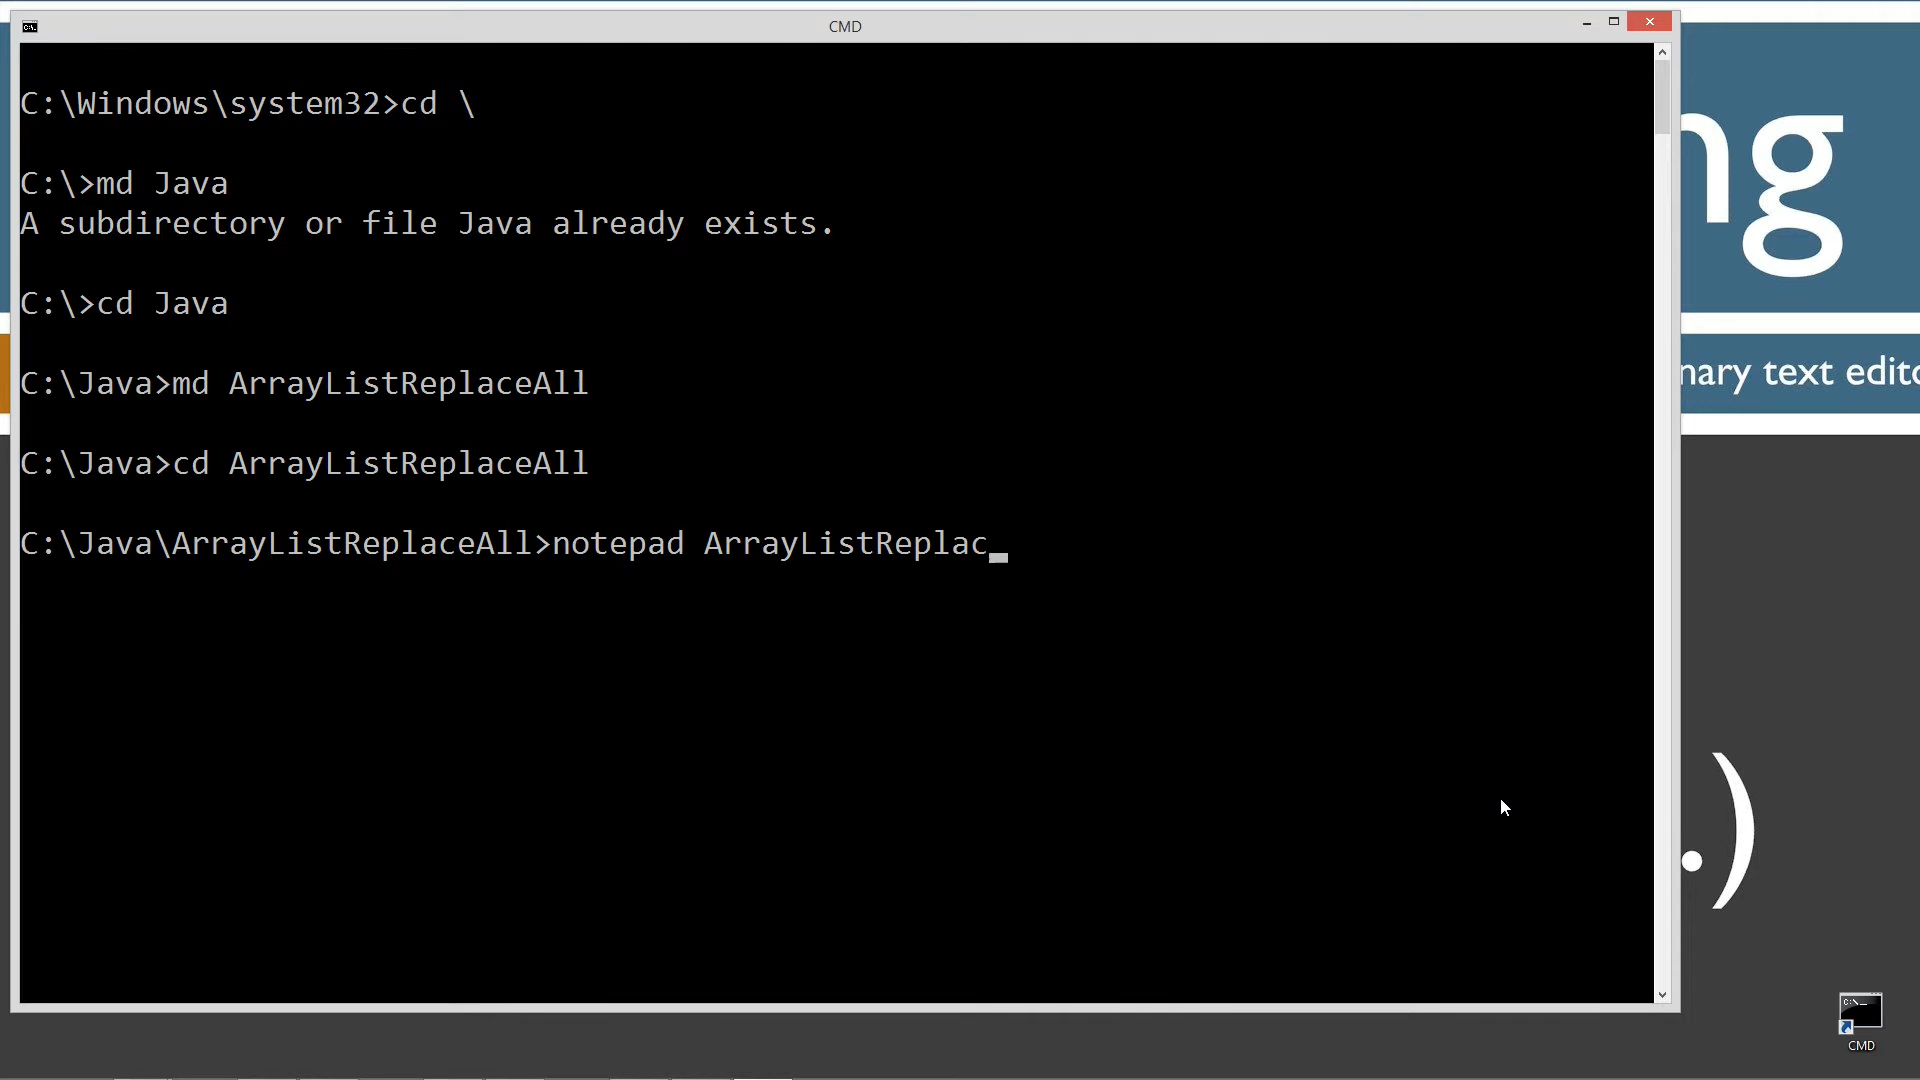 CMD
C:\Windows\system32>cd \
C:\>md Java
A subdirectory or file Java already exists.
C:\>cd Java
C:\Java>md ArrayListReplaceAll
C:\Java>cd ArrayListReplaceAll
C:\Java\ArrayListReplaceAll>notepad ArrayListReplac
ng
nary text edito
.)
CMD